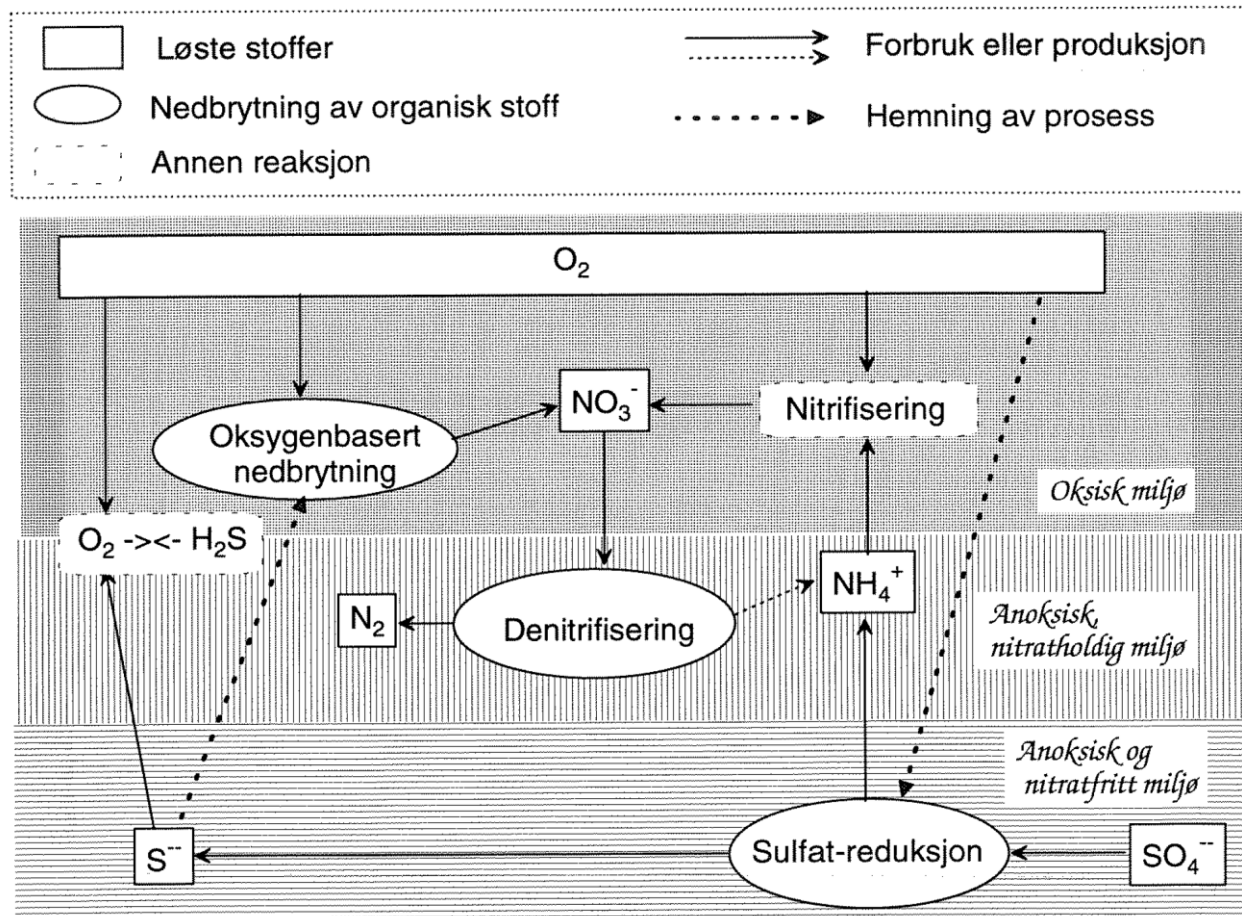 Løste stoffer
Forbruk eller produksjon
Nedbrytning av organisk stoff
Hemning av prosess
Annen reaksjon
O₂
NO₃⁻
Nitrifisering
Oksygenbasert
nedbrytning
Oksisk miljø
O₂ -><- H₂S
N₂
Denitrifisering
NH₄⁺
Anoksisk,
nitratholdig miljø
Anoksisk og
nitratfritt miljø
S⁻⁻
Sulfat-reduksjon
SO₄⁻⁻